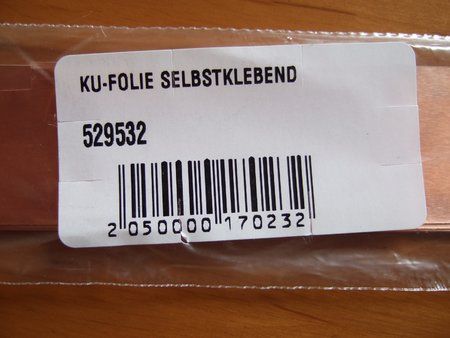 KU-FOLIE SELBSTKLEBEND
529532
2 050000 170232